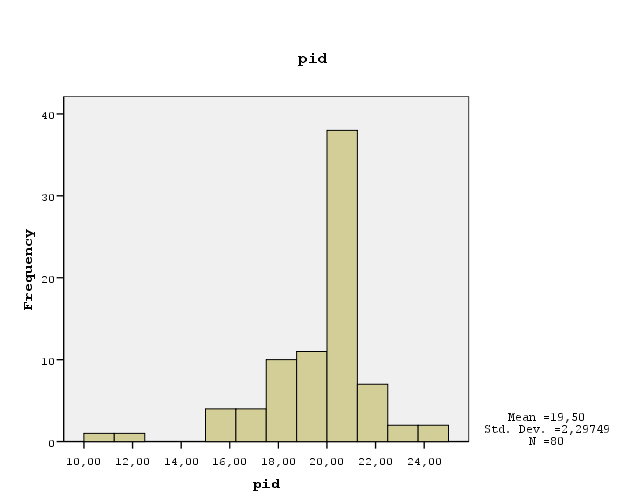 pid
Frequency
40
30
20
10
0
10,00 12,00 14,00 16,00 18,00 20,00 22,00 24,00
pid
Mean =19,50
Std. Dev. =2,29749
N =80